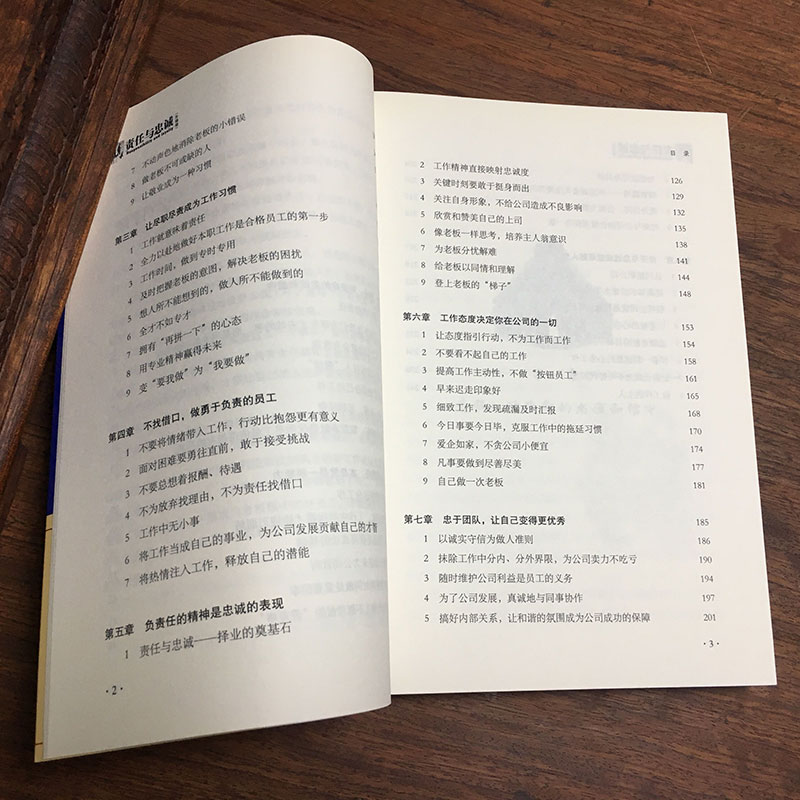 责任与忠诚
7 不动声色地消除老板的小错误
8 做老板不可或缺的人
9 让敬业成为一种习惯
第三章 让尽职尽责成为工作习惯
1 工作就意味着责任
2 全力以赴地做好本职工作是合格员工的第一步
3 工作时间，做到专时专用
4 及时把握老板的意图，解决老板的困扰
5 想人所不能想到的，做人所不能做到的
6 全才不如专才
7 拥有“再拼一下”的心态
8 用专业精神赢得未来
9 变“要我做”为“我要做”
第四章 不找借口，做勇于负责的员工
1 不要将情绪带入工作，行动比抱怨更有意义
2 面对困难要勇往直前，敢于接受挑战
3 不要总想着报酬、待遇
4 不为放弃找理由，不为责任找借口
5 工作中无小事
6 将工作当成自己的事业，为公司发展贡献自己的才智
7 将热情注入工作，释放自己的潜能
第五章 负责任的精神是忠诚的表现
1 责任与忠诚——择业的奠基石
·2·
目 录
2 工作精神直接映射忠诚度 126
3 关键时刻要敢于挺身而出 129
4 关注自身形象，不给公司造成不良影响 132
5 欣赏和赞美自己的上司 135
6 像老板一样思考，培养主人翁意识 138
7 为老板分忧解难 141
8 给老板以同情和理解 144
9 登上老板的“梯子” 148
第六章 工作态度决定你在公司的一切 153
1 让态度指引行动，不为工作而工作 154
2 不要看不起自己的工作 158
3 提高工作主动性，不做“按钮员工” 161
4 早来迟走印象好 165
5 细致工作，发现疏漏及时汇报 168
6 今日事要今日毕，克服工作中的拖延习惯 170
7 爱企如家，不贪公司小便宜 174
8 凡事要做到尽善尽美 177
9 自己做一次老板 181
第七章 忠于团队，让自己变得更优秀 185
1 以诚实守信为做人准则 186
2 抹除工作中分内、分外界限，为公司卖力不吃亏 190
3 随时维护公司利益是员工的义务 194
4 为了公司发展，真诚地与同事协作 197
5 搞好内部关系，让和谐的氛围成为公司成功的保障 201
·3·